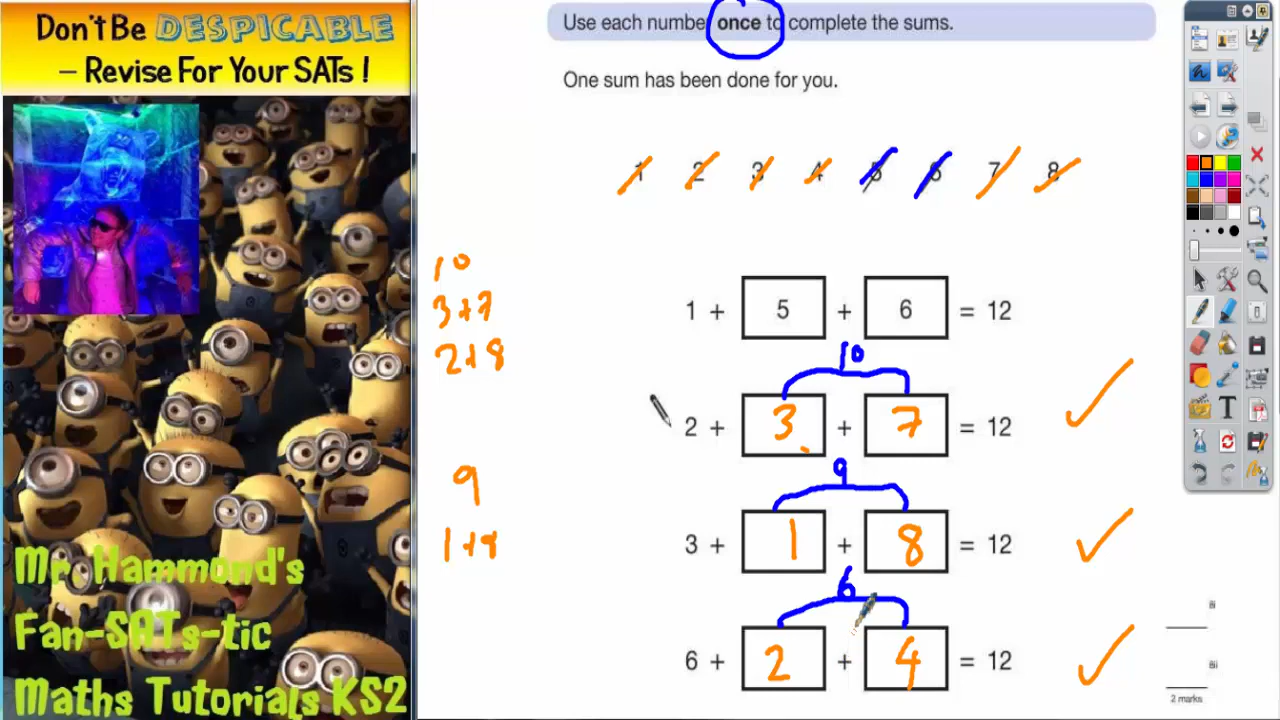 Don't Be DESPICABLE
– Revise For Your SATs !
Mr. Hammond's
Fan-SATs-tic
Maths Tutorials KS2
Use each number once to complete the sums.
One sum has been done for you.
1 2 3 4 5 6 7 8
10
3+7
2+8
9
1+8
1 + 5 + 6 = 12
10
2 + 3 + 7 = 12
9
3 + 1 + 8 = 12
6
6 + 2 + 4 = 12
2 marks